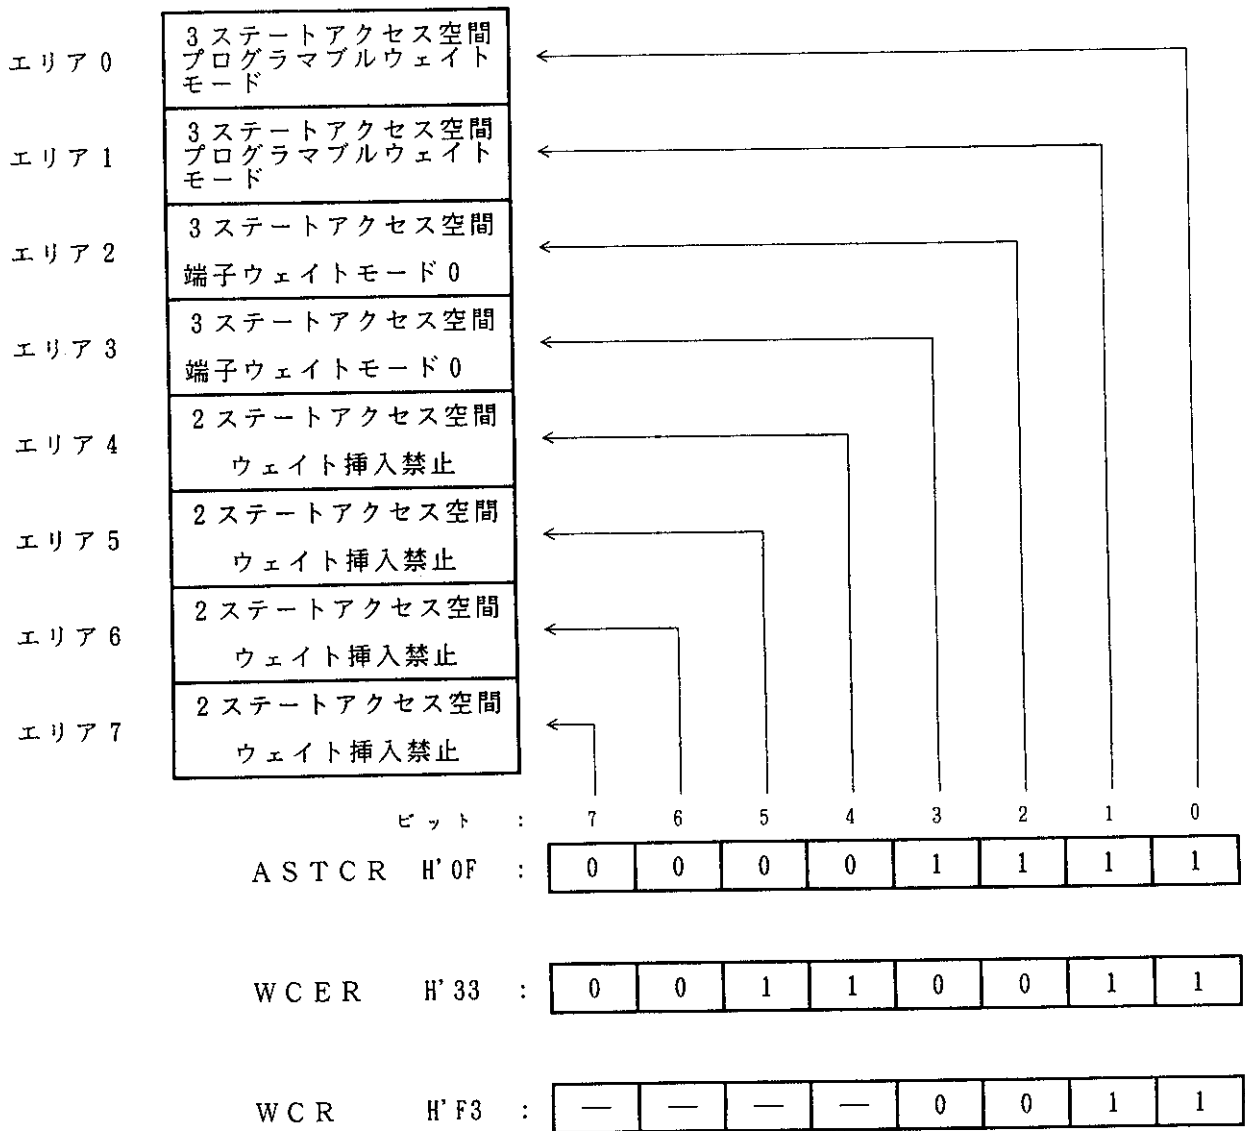 エリア0
3ステートアクセス空間
プログラマブルウェイト
モード
エリア1
3ステートアクセス空間
プログラマブルウェイト
モード
エリア2
3ステートアクセス空間
端子ウェイトモード0
エリア3
3ステートアクセス空間
端子ウェイトモード0
エリア4
2ステートアクセス空間
ウェイト挿入禁止
エリア5
2ステートアクセス空間
ウェイト挿入禁止
エリア6
2ステートアクセス空間
ウェイト挿入禁止
エリア7
2ステートアクセス空間
ウェイト挿入禁止
ビット : 7 6 5 4 3 2 1 0
ASTCR H'0F : 0 0 0 0 1 1 1 1
WCER H'33 : 0 0 1 1 0 0 1 1
WCR H'F3 : — — — — 0 0 1 1